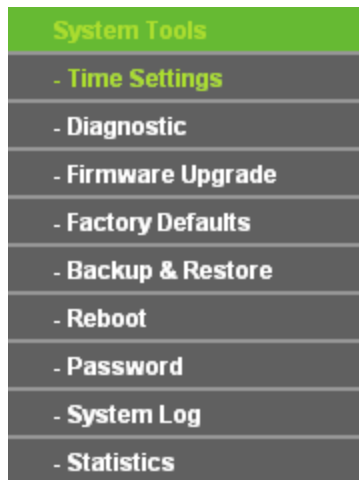 System Tools
- Time Settings
- Diagnostic
- Firmware Upgrade
- Factory Defaults
- Backup & Restore
- Reboot
- Password
- System Log
- Statistics